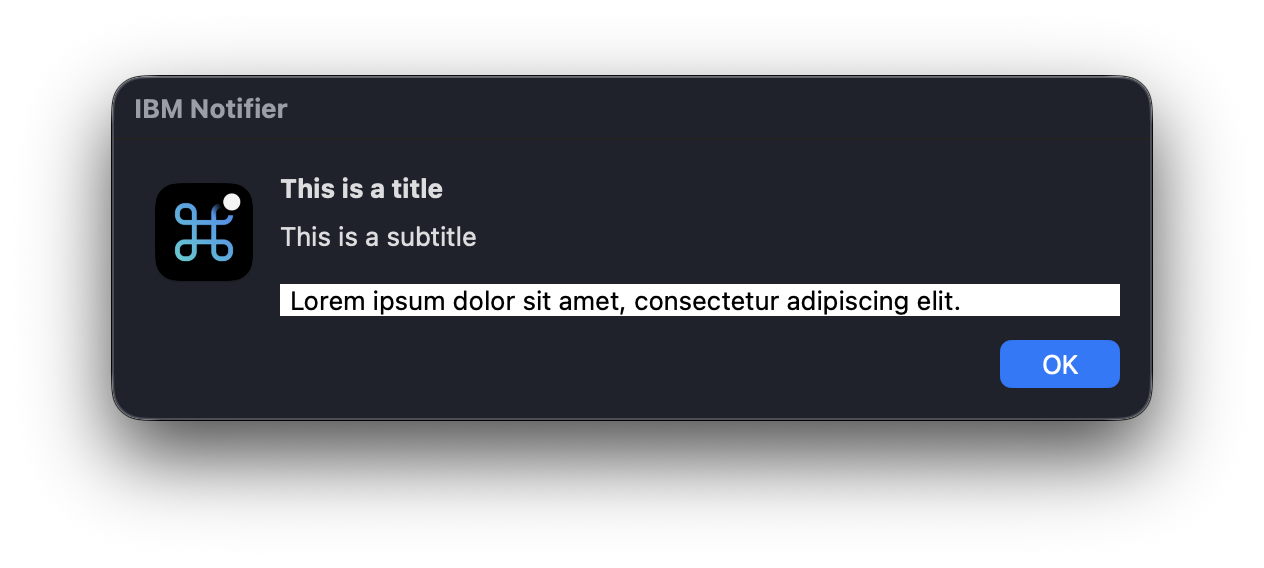 IBM Notifier
This is a title
This is a subtitle
Lorem ipsum dolor sit amet, consectetur adipiscing elit.
OK